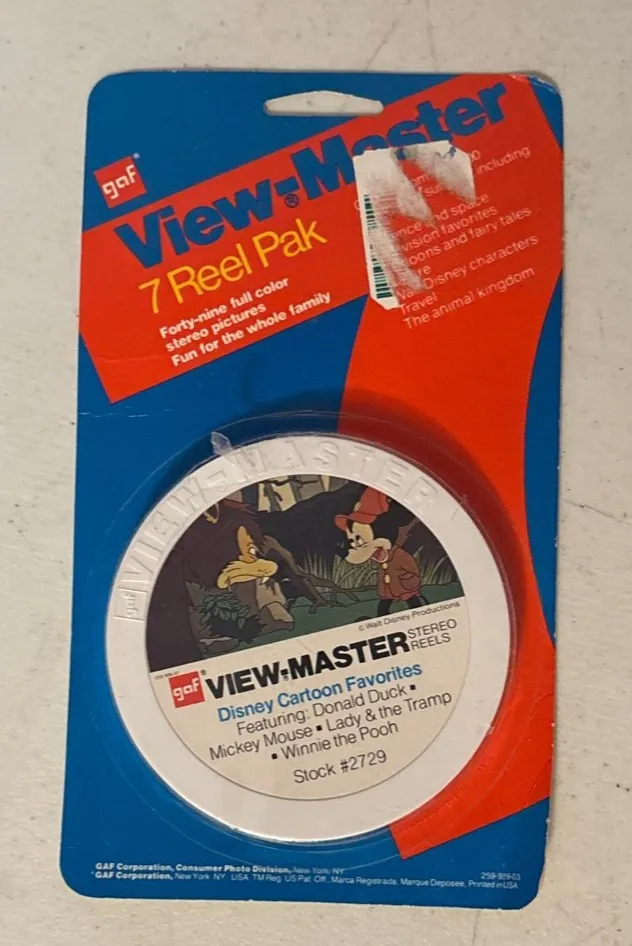 gaf®
View-Master
®
7 Reel Pak
Forty-nine full color
stereo pictures
Fun for the whole family
including
and space
favorites
and fairy tales
Disney characters
Travel
The animal kingdom
gaf VIEW-MASTER
© Walt Disney Productions
gaf® VIEW-MASTER STEREO
REELS
Disney Cartoon Favorites
Featuring: Donald Duck ▪
Mickey Mouse ▪ Lady & the Tramp
▪ Winnie the Pooh
Stock #2729
GAF Corporation, Consumer Photo Division, New York, NY
GAF Corporation, New York NY USA TM Reg US Pat Off, Marca Registrada, Marque Deposee, Printed in USA
259-929-03